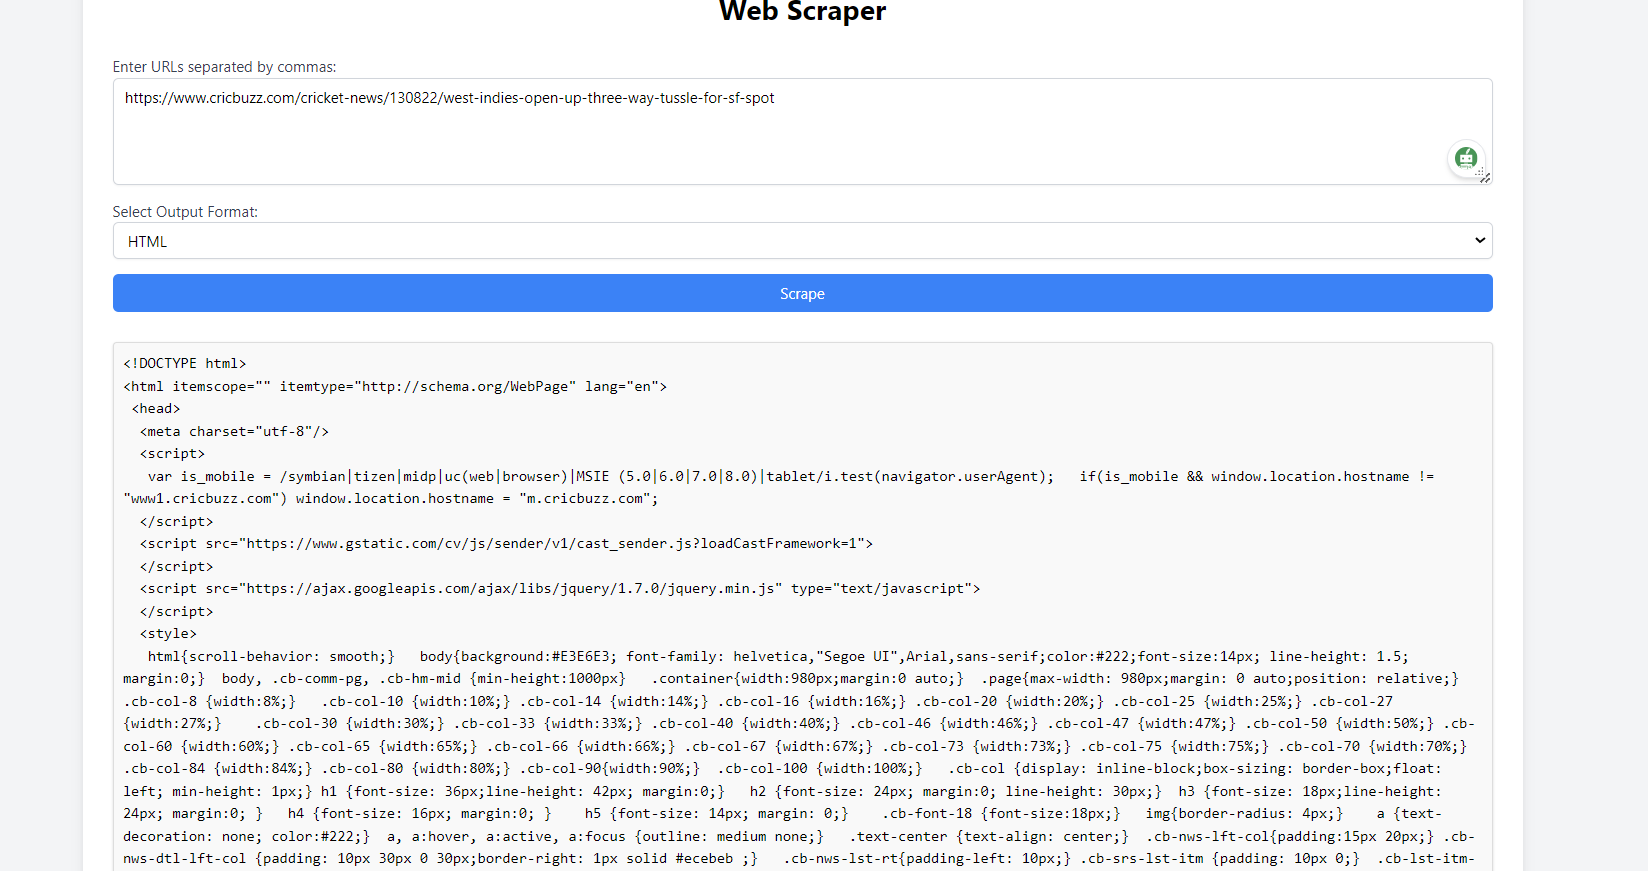 Web Scraper
Enter URLs separated by commas:
https://www.cricbuzz.com/cricket-news/130822/west-indies-open-up-three-way-tussle-for-sf-spot
Select Output Format:
HTML
Scrape
<!DOCTYPE html>
<html itemscope="" itemtype="http://schema.org/WebPage" lang="en">
<head>
<meta charset="utf-8"/>
<script>
var is_mobile = /symbian|tizen|midp|uc(web|browser)|MSIE (5.0|6.0|7.0|8.0)|tablet/i.test(navigator.userAgent);   if(is_mobile && window.location.hostname !=
"www1.cricbuzz.com") window.location.hostname = "m.cricbuzz.com";
</script>
<script src="https://www.gstatic.com/cv/js/sender/v1/cast_sender.js?loadCastFramework=1">
</script>
<script src="https://ajax.googleapis.com/ajax/libs/jquery/1.7.0/jquery.min.js" type="text/javascript">
</script>
<style>
html{scroll-behavior: smooth;}   body{background:#E3E6E3; font-family: helvetica,"Segoe UI",Arial,sans-serif;color:#222;font-size:14px; line-height: 1.5;
margin:0;}  body, .cb-comm-pg, .cb-hm-mid {min-height:1000px}   .container{width:980px;margin:0 auto;}  .page{max-width: 980px;margin: 0 auto;position: relative;}
.cb-col-8 {width:8%;}   .cb-col-10 {width:10%;} .cb-col-14 {width:14%;} .cb-col-16 {width:16%;} .cb-col-20 {width:20%;} .cb-col-25 {width:25%;} .cb-col-27
{width:27%;}    .cb-col-30 {width:30%;} .cb-col-33 {width:33%;} .cb-col-40 {width:40%;} .cb-col-46 {width:46%;} .cb-col-47 {width:47%;} .cb-col-50 {width:50%;} .cb-
col-60 {width:60%;} .cb-col-65 {width:65%;} .cb-col-66 {width:66%;} .cb-col-67 {width:67%;} .cb-col-73 {width:73%;} .cb-col-75 {width:75%;} .cb-col-70 {width:70%;}
.cb-col-84 {width:84%;} .cb-col-80 {width:80%;} .cb-col-90{width:90%;}  .cb-col-100 {width:100%;}   .cb-col {display: inline-block;box-sizing: border-box;float:
left; min-height: 1px;} h1 {font-size: 36px;line-height: 42px; margin:0;}   h2 {font-size: 24px; margin:0; line-height: 30px;}  h3 {font-size: 18px;line-height:
24px; margin:0; }   h4 {font-size: 16px; margin:0; }    h5 {font-size: 14px; margin: 0;}    .cb-font-18 {font-size:18px;}   img{border-radius: 4px;}    a {text-
decoration: none; color:#222;}  a, a:hover, a:active, a:focus {outline: medium none;}   .text-center {text-align: center;}  .cb-nws-lft-col{padding:15px 20px;} .cb-
nws-dtl-lft-col {padding: 10px 30px 0 30px;border-right: 1px solid #ecebeb ;}   .cb-nws-lst-rt{padding-left: 10px;} .cb-srs-lst-itm {padding: 10px 0;}  .cb-lst-itm-